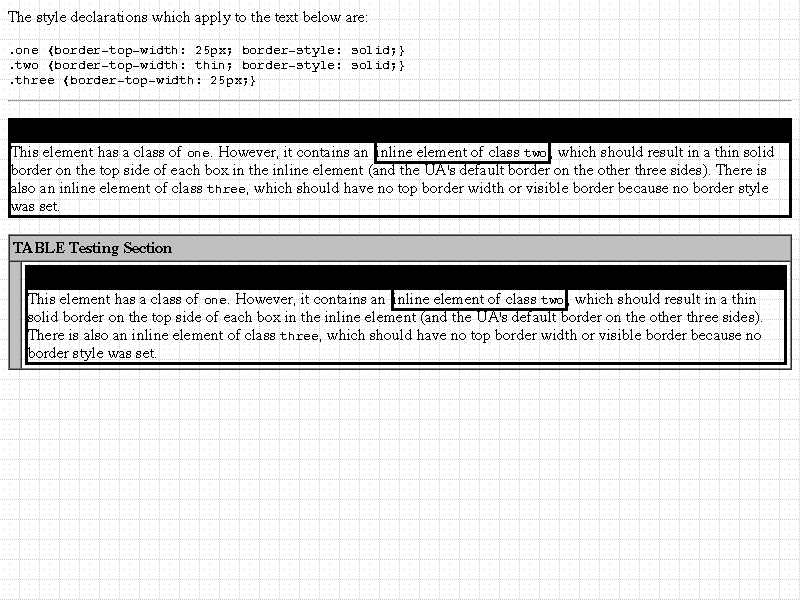 The style declarations which apply to the text below are:
.one {border-top-width: 25px; border-style: solid;}
.two {border-top-width: thin; border-style: solid;}
.three {border-top-width: 25px;}
This element has a class of one. However, it contains an inline element of class two, which should result in a thin solid
border on the top side of each box in the inline element (and the UA's default border on the other three sides). There is
also an inline element of class three, which should have no top border width or visible border because no border style
was set.
TABLE Testing Section
This element has a class of one. However, it contains an inline element of class two, which should result in a thin
solid border on the top side of each box in the inline element (and the UA's default border on the other three sides).
There is also an inline element of class three, which should have no top border width or visible border because no
border style was set.